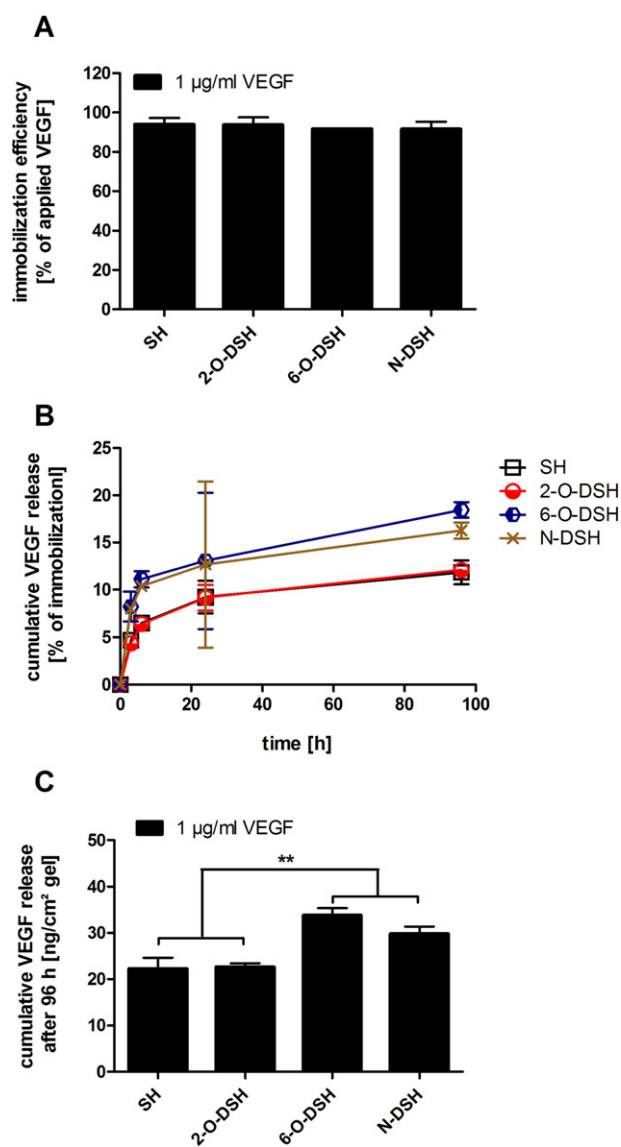 A
1 µg/ml VEGF
immobilization efficiency
[% of applied VEGF]
120
100
80
60
40
20
0
SH
2-O-DSH
6-O-DSH
N-DSH
B
cumulative VEGF release
[% of immobilizationl]
25
20
15
10
5
0
0
20
40
60
80
100
time [h]
SH
2-O-DSH
6-O-DSH
N-DSH
C
1 µg/ml VEGF
cumulative VEGF release
after 96 h [ng/cm² gel]
50
40
30
20
10
0
**
SH
2-O-DSH
6-O-DSH
N-DSH